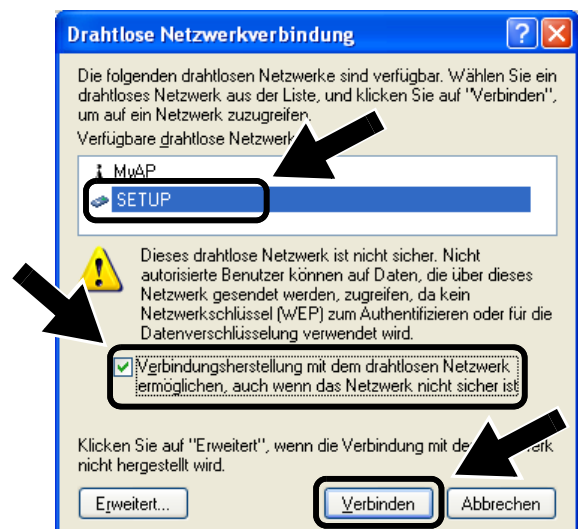 Drahtlose Netzwerkverbindung
Die folgenden drahtlosen Netzwerke sind verfügbar. Wählen Sie ein
drahtloses Netzwerk aus der Liste, und klicken Sie auf "Verbinden",
um auf ein Netzwerk zuzugreifen.
Verfügbare drahtlose Netzwerk
MyAP
SETUP
Dieses drahtlose Netzwerk ist nicht sicher. Nicht
autorisierte Benutzer können auf Daten, die über dieses
Netzwerk gesendet werden, zugreifen, da kein
Netzwerkschlüssel (WEP) zum Authentifizieren oder für die
Datenverschlüsselung verwendet wird.
Verbindungsherstellung mit dem drahtlosen Netzwerk
ermöglichen, auch wenn das Netzwerk nicht sicher ist
Klicken Sie auf "Erweitert", wenn die Verbindung mit
nicht hergestellt wird.
Erweitert...
Verbinden
Abbrechen